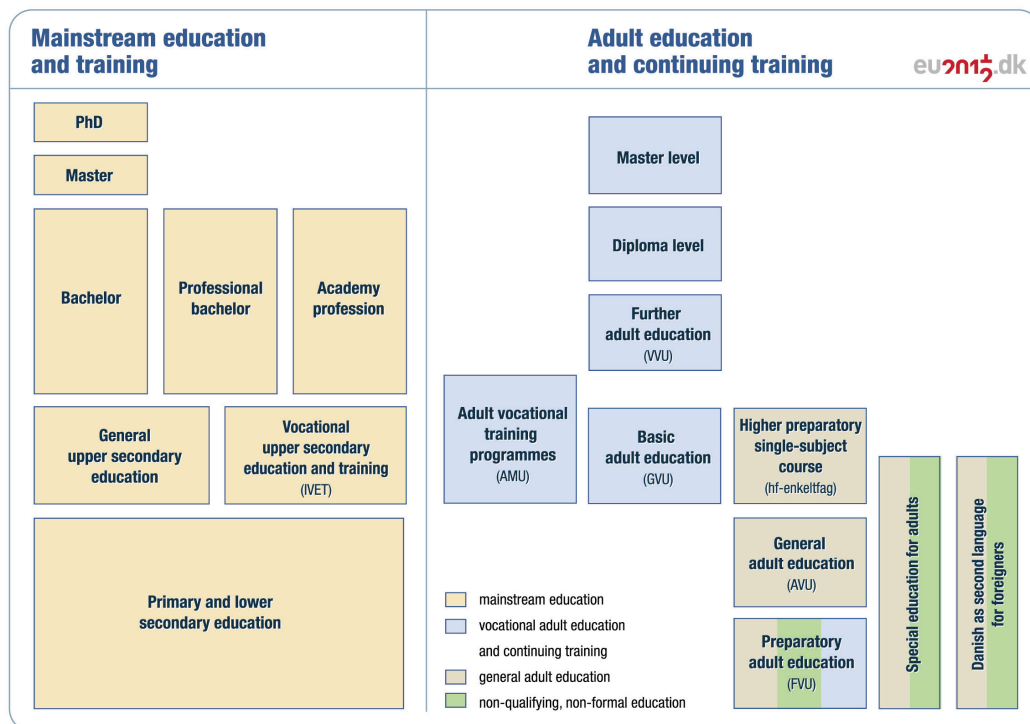 Mainstream education
and training
Adult education
and continuing training
eu2012.dk
PhD
Master
Bachelor
Professional
bachelor
Academy
profession
General
upper secondary
education
Vocational
upper secondary
education and training
(IVET)
Primary and lower
secondary education
Master level
Diploma level
Further
adult education
(VVU)
Adult vocational
training
programmes
(AMU)
Basic
adult education
(GVU)
Higher preparatory
single-subject
course
(hf-enkeltfag)
General
adult education
(AVU)
Preparatory
adult education
(FVU)
Special education for adults
Danish as second language
for foreigners
mainstream education
vocational adult education
and continuing training
general adult education
non-qualifying, non-formal education